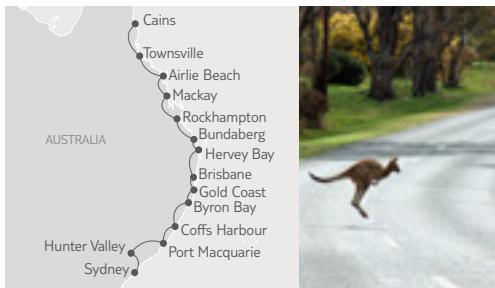 Cains
Townsville
Airlie Beach
Mackay
Rockhampton
Bundaberg
AUSTRALIA
Hervey Bay
Brisbane
Gold Coast
Byron Bay
Coffs Harbour
Hunter Valley
Port Macquarie
Sydney